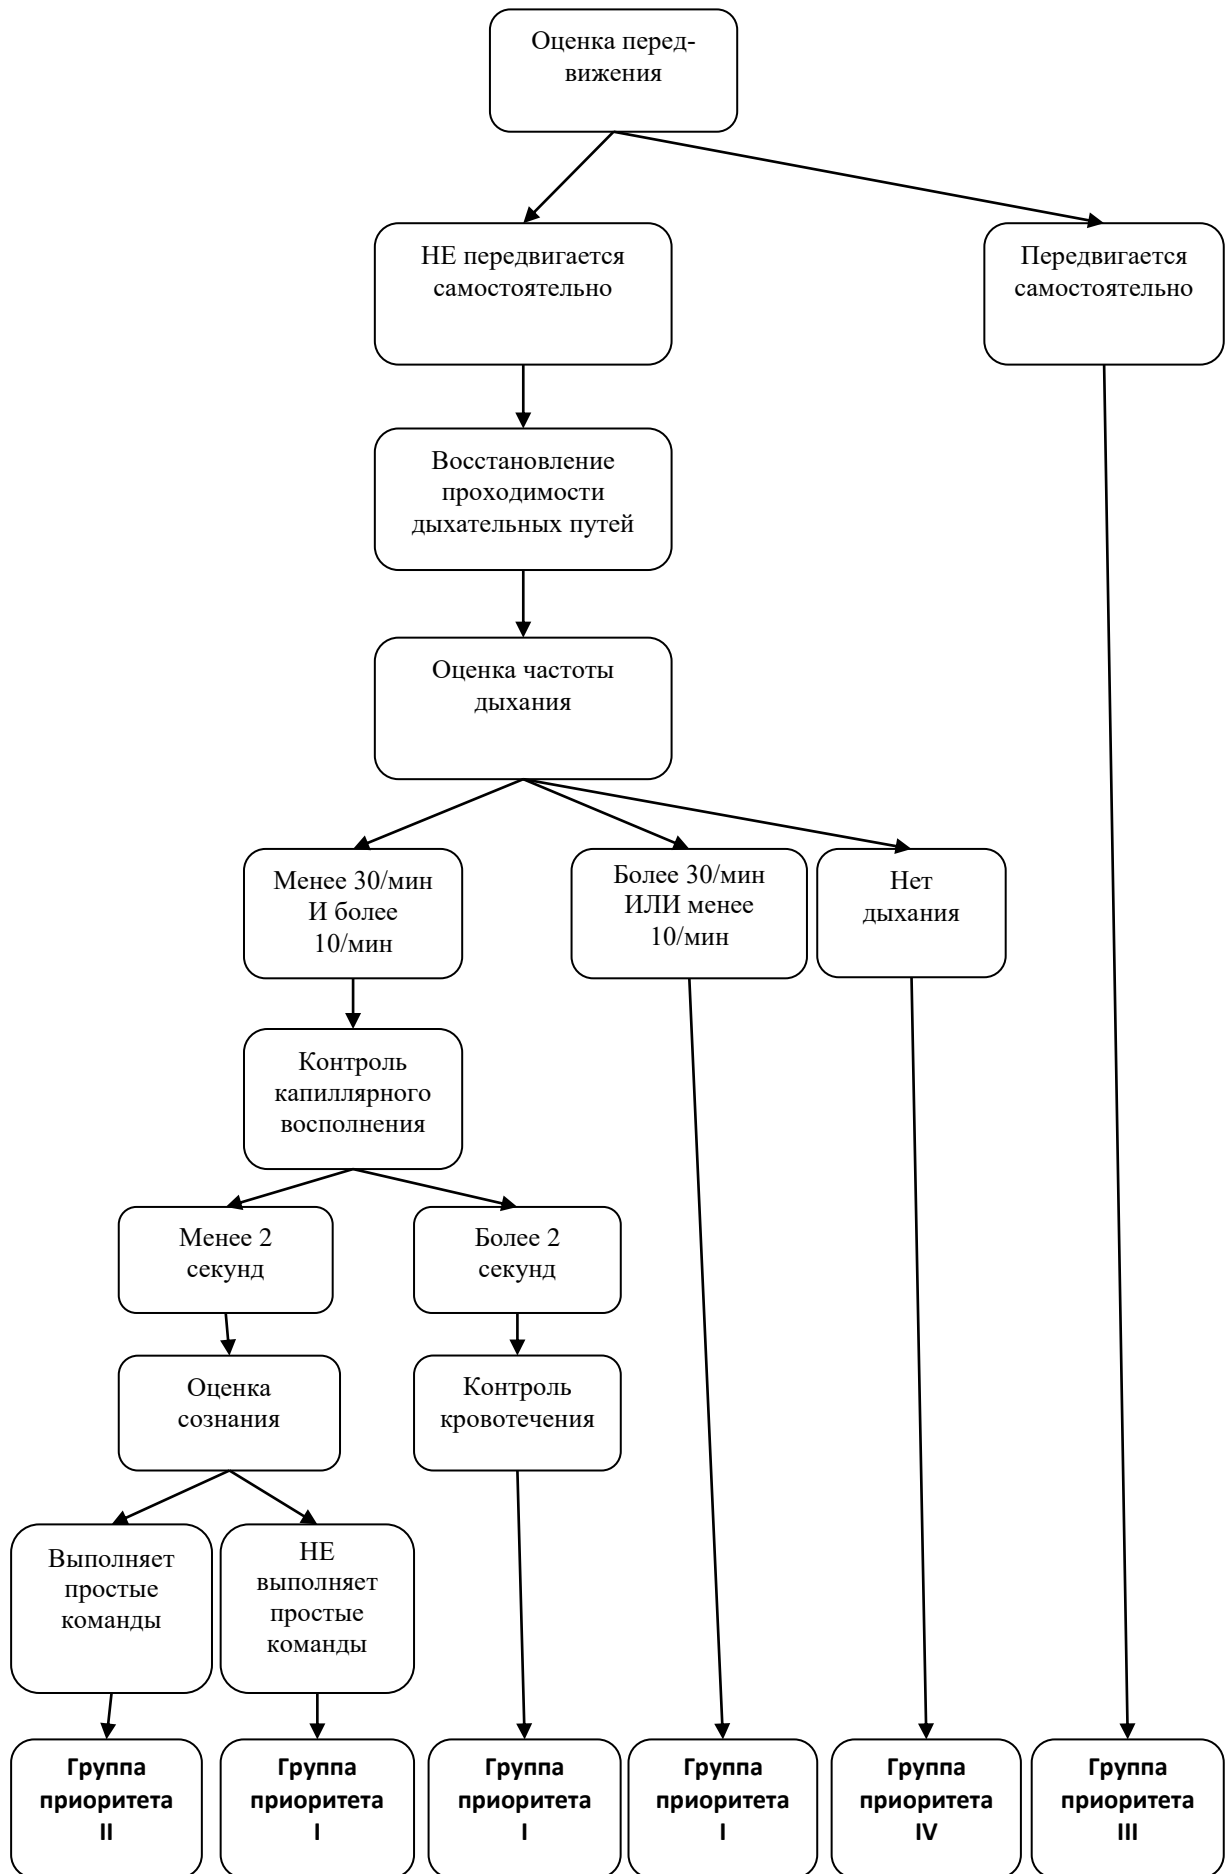 Оценка перед-
вижения
НЕ передвигается
самостоятельно
Передвигается
самостоятельно
Восстановление
проходимости
дыхательных путей
Оценка частоты
дыхания
Менее 30/мин
И более
10/мин
Более 30/мин
ИЛИ менее
10/мин
Нет
дыхания
Контроль
капиллярного
восполнения
Менее 2
секунд
Более 2
секунд
Оценка
сознания
Контроль
кровотечения
Выполняет
простые
команды
НЕ
выполняет
простые
команды
Группа
приоритета
II
Группа
приоритета
I
Группа
приоритета
I
Группа
приоритета
I
Группа
приоритета
IV
Группа
приоритета
III